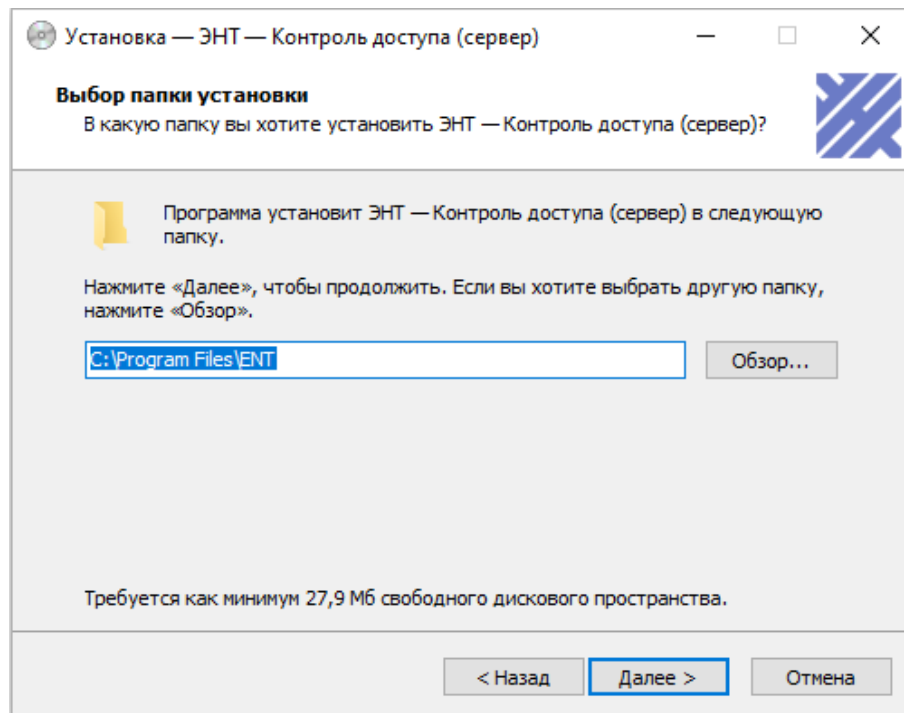 Установка — ЭНТ — Контроль доступа (сервер)
Выбор папки установки
В какую папку вы хотите установить ЭНТ — Контроль доступа (сервер)?
Программа установит ЭНТ — Контроль доступа (сервер) в следующую
папку.
Нажмите «Далее», чтобы продолжить. Если вы хотите выбрать другую папку,
нажмите «Обзор».
C:\Program Files\ENT
Обзор...
Требуется как минимум 27,9 Мб свободного дискового пространства.
< Назад
Далее >
Отмена